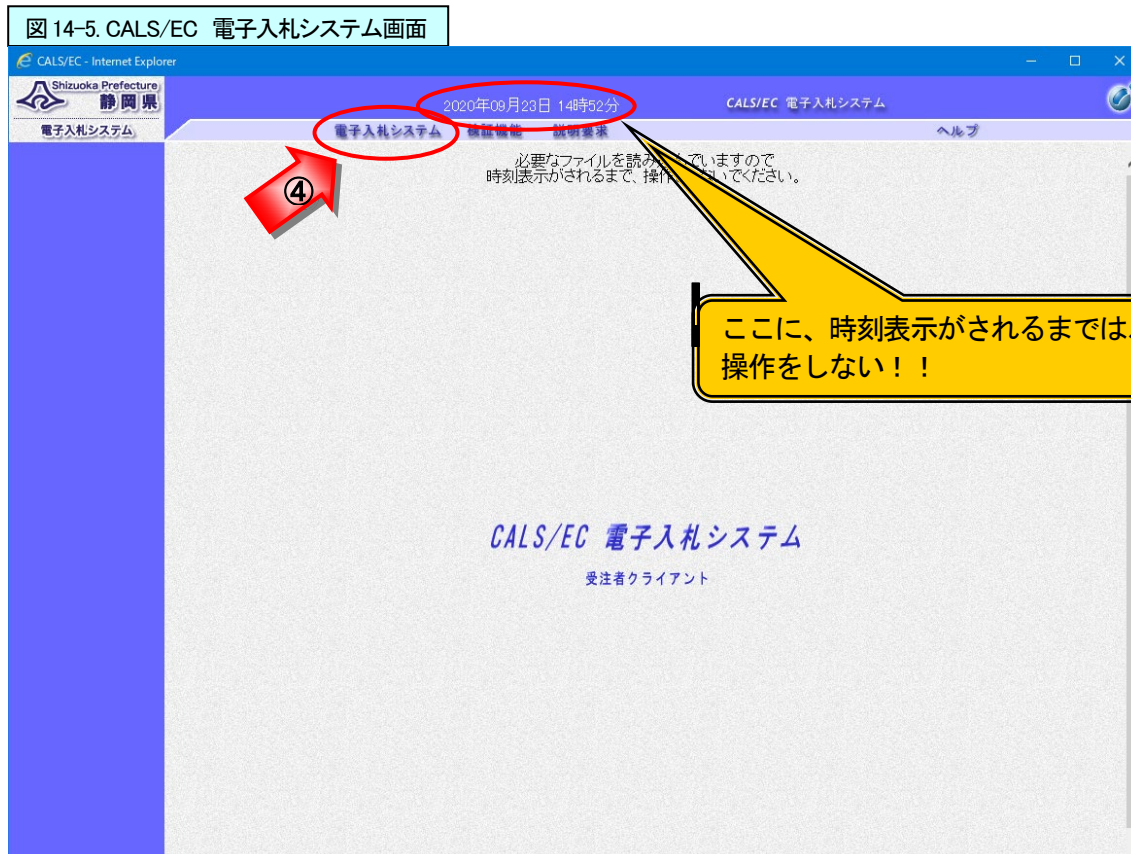 図 14-5. CALS/EC 電子入札システム画面
CALS/EC - Internet Explorer
Shizuoka Prefecture
静岡県
2020年09月23日 14時52分
CALS/EC 電子入札システム
電子入札システム
電子入札システム 検証機能 説明要求 ヘルプ
必要なファイルを読み でいますので
時刻表示がされるまで、操作 ないでください。
④
ここに、時刻表示がされるまでは
操作をしない！！
CALS/EC 電子入札システム
受注者クライアント